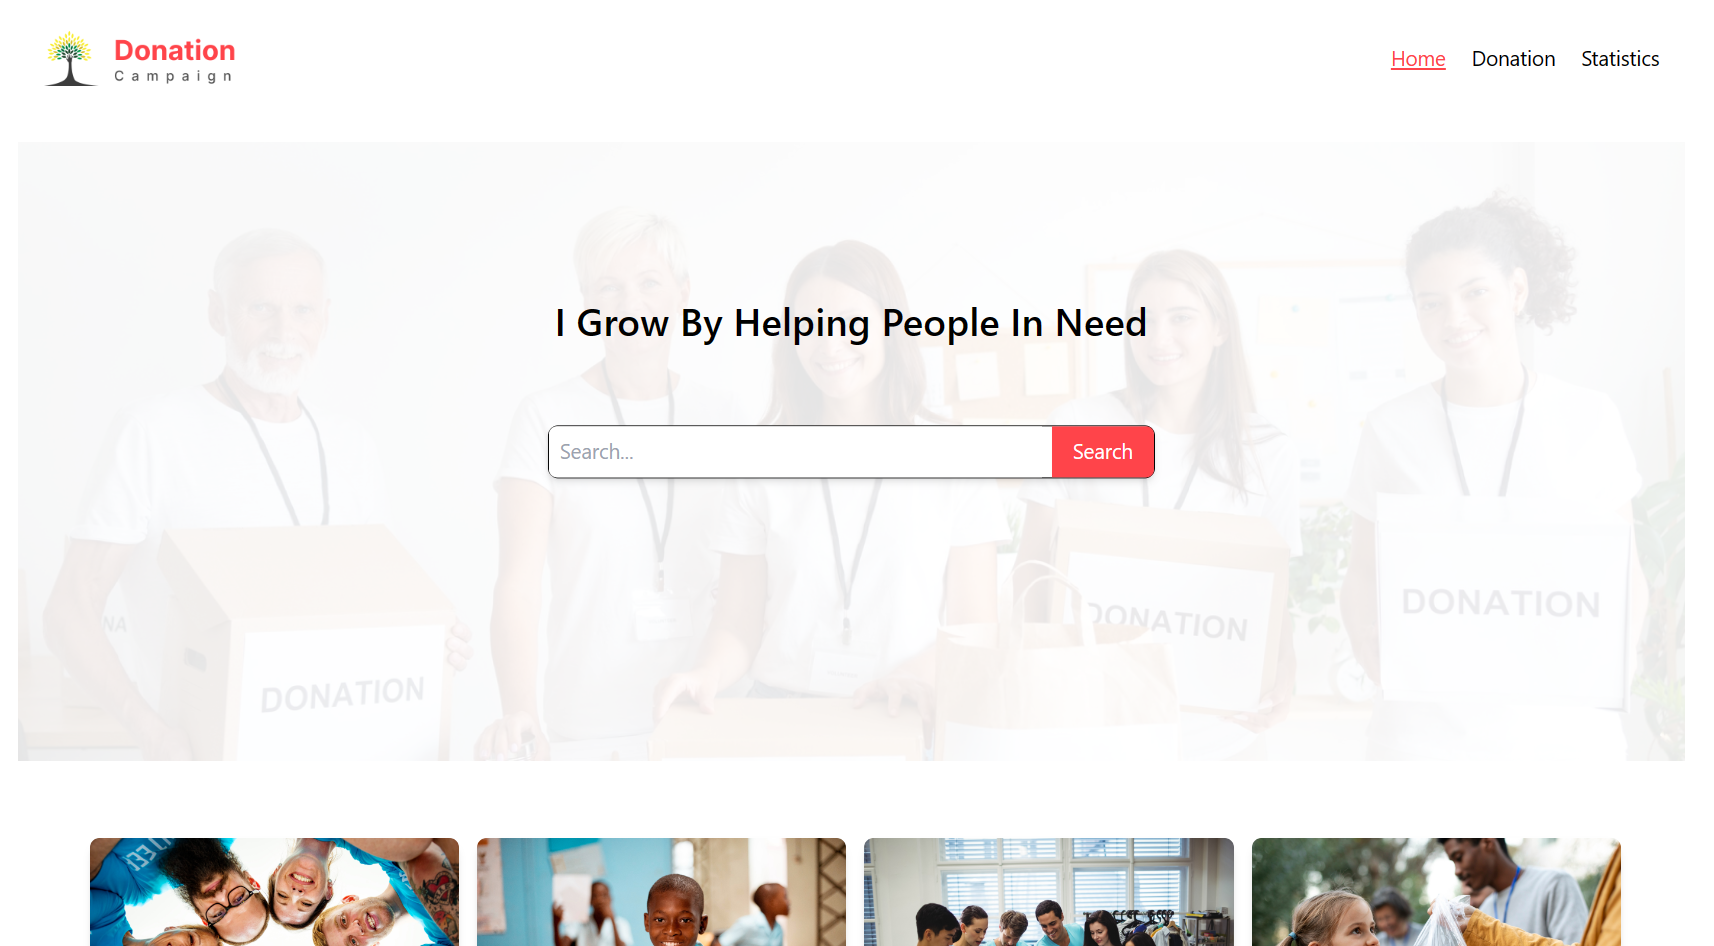 Donation
Campaign
Home Donation Statistics
I Grow By Helping People In Need
Search...
Search
DONATION
DONATION
DONATION